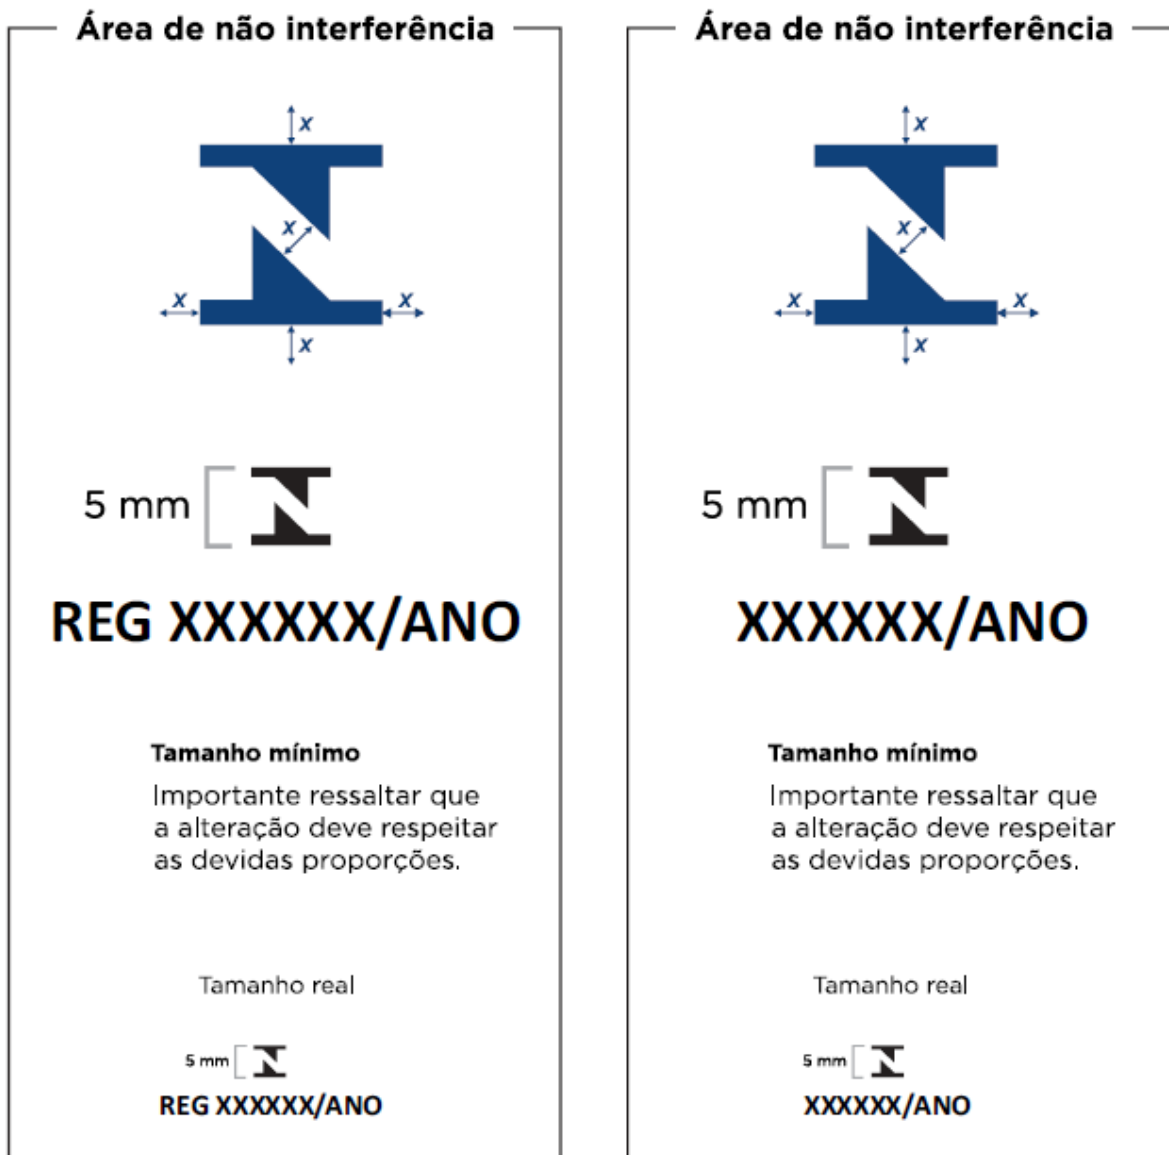 Área de não interferência
x
x
x
x
x
5 mm
REG XXXXXX/ANO
Tamanho mínimo
Importante ressaltar que
a alteração deve respeitar
as devidas proporções.
Tamanho real
5 mm
REG XXXXXX/ANO
Área de não interferência
x
x
x
x
x
5 mm
XXXXXX/ANO
Tamanho mínimo
Importante ressaltar que
a alteração deve respeitar
as devidas proporções.
Tamanho real
5 mm
XXXXXX/ANO